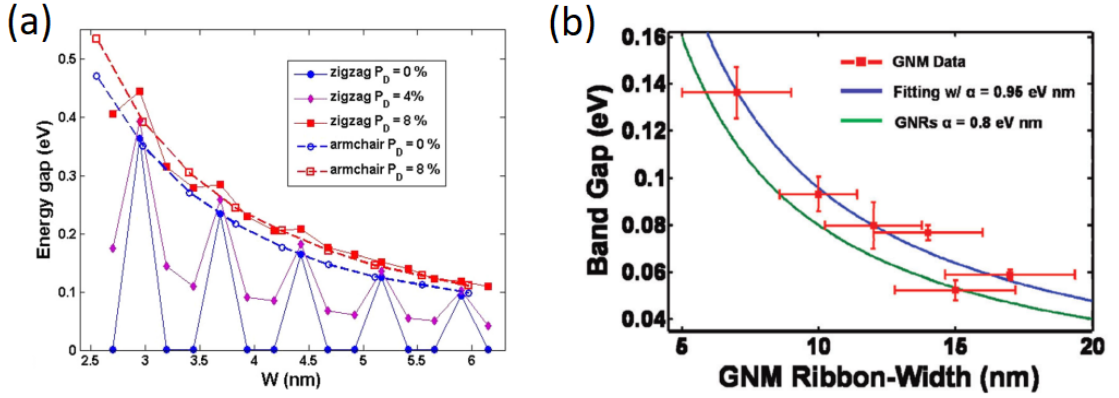 (a)
Energy gap (eV)
0.5
0.4
0.3
0.2
0.1
0
2.5 3 3.5 4 4.5 5 5.5 6
W (nm)
zigzag P_D = 0 %
zigzag P_D = 4%
zigzag P_D = 8%
armchair P_D = 0 %
armchair P_D = 8 %
(b)
Band Gap (eV)
0.16
0.14
0.12
0.1
0.08
0.06
0.04
5 10 15 20
GNM Ribbon-Width (nm)
GNM Data
Fitting w/ α = 0.95 eV nm
GNRs α = 0.8 eV nm